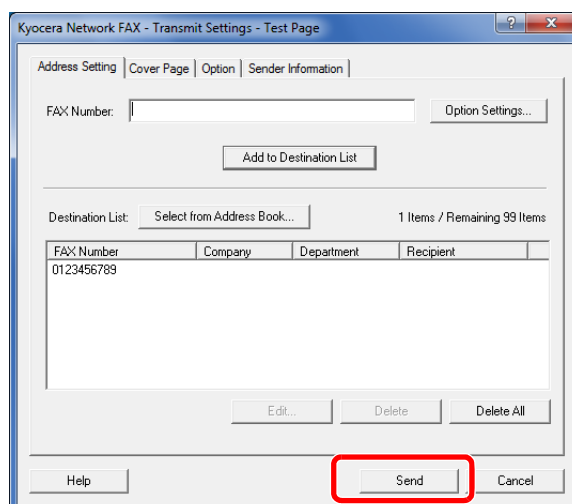 Kyocera Network FAX - Transmit Settings - Test Page
Address Setting Cover Page Option Sender Information
FAX Number: Option Settings...
Add to Destination List
Destination List: Select from Address Book... 1 Items / Remaining 99 Items
FAX Number Company Department Recipient
0123456789
Edit... Delete Delete All
Help Send Cancel